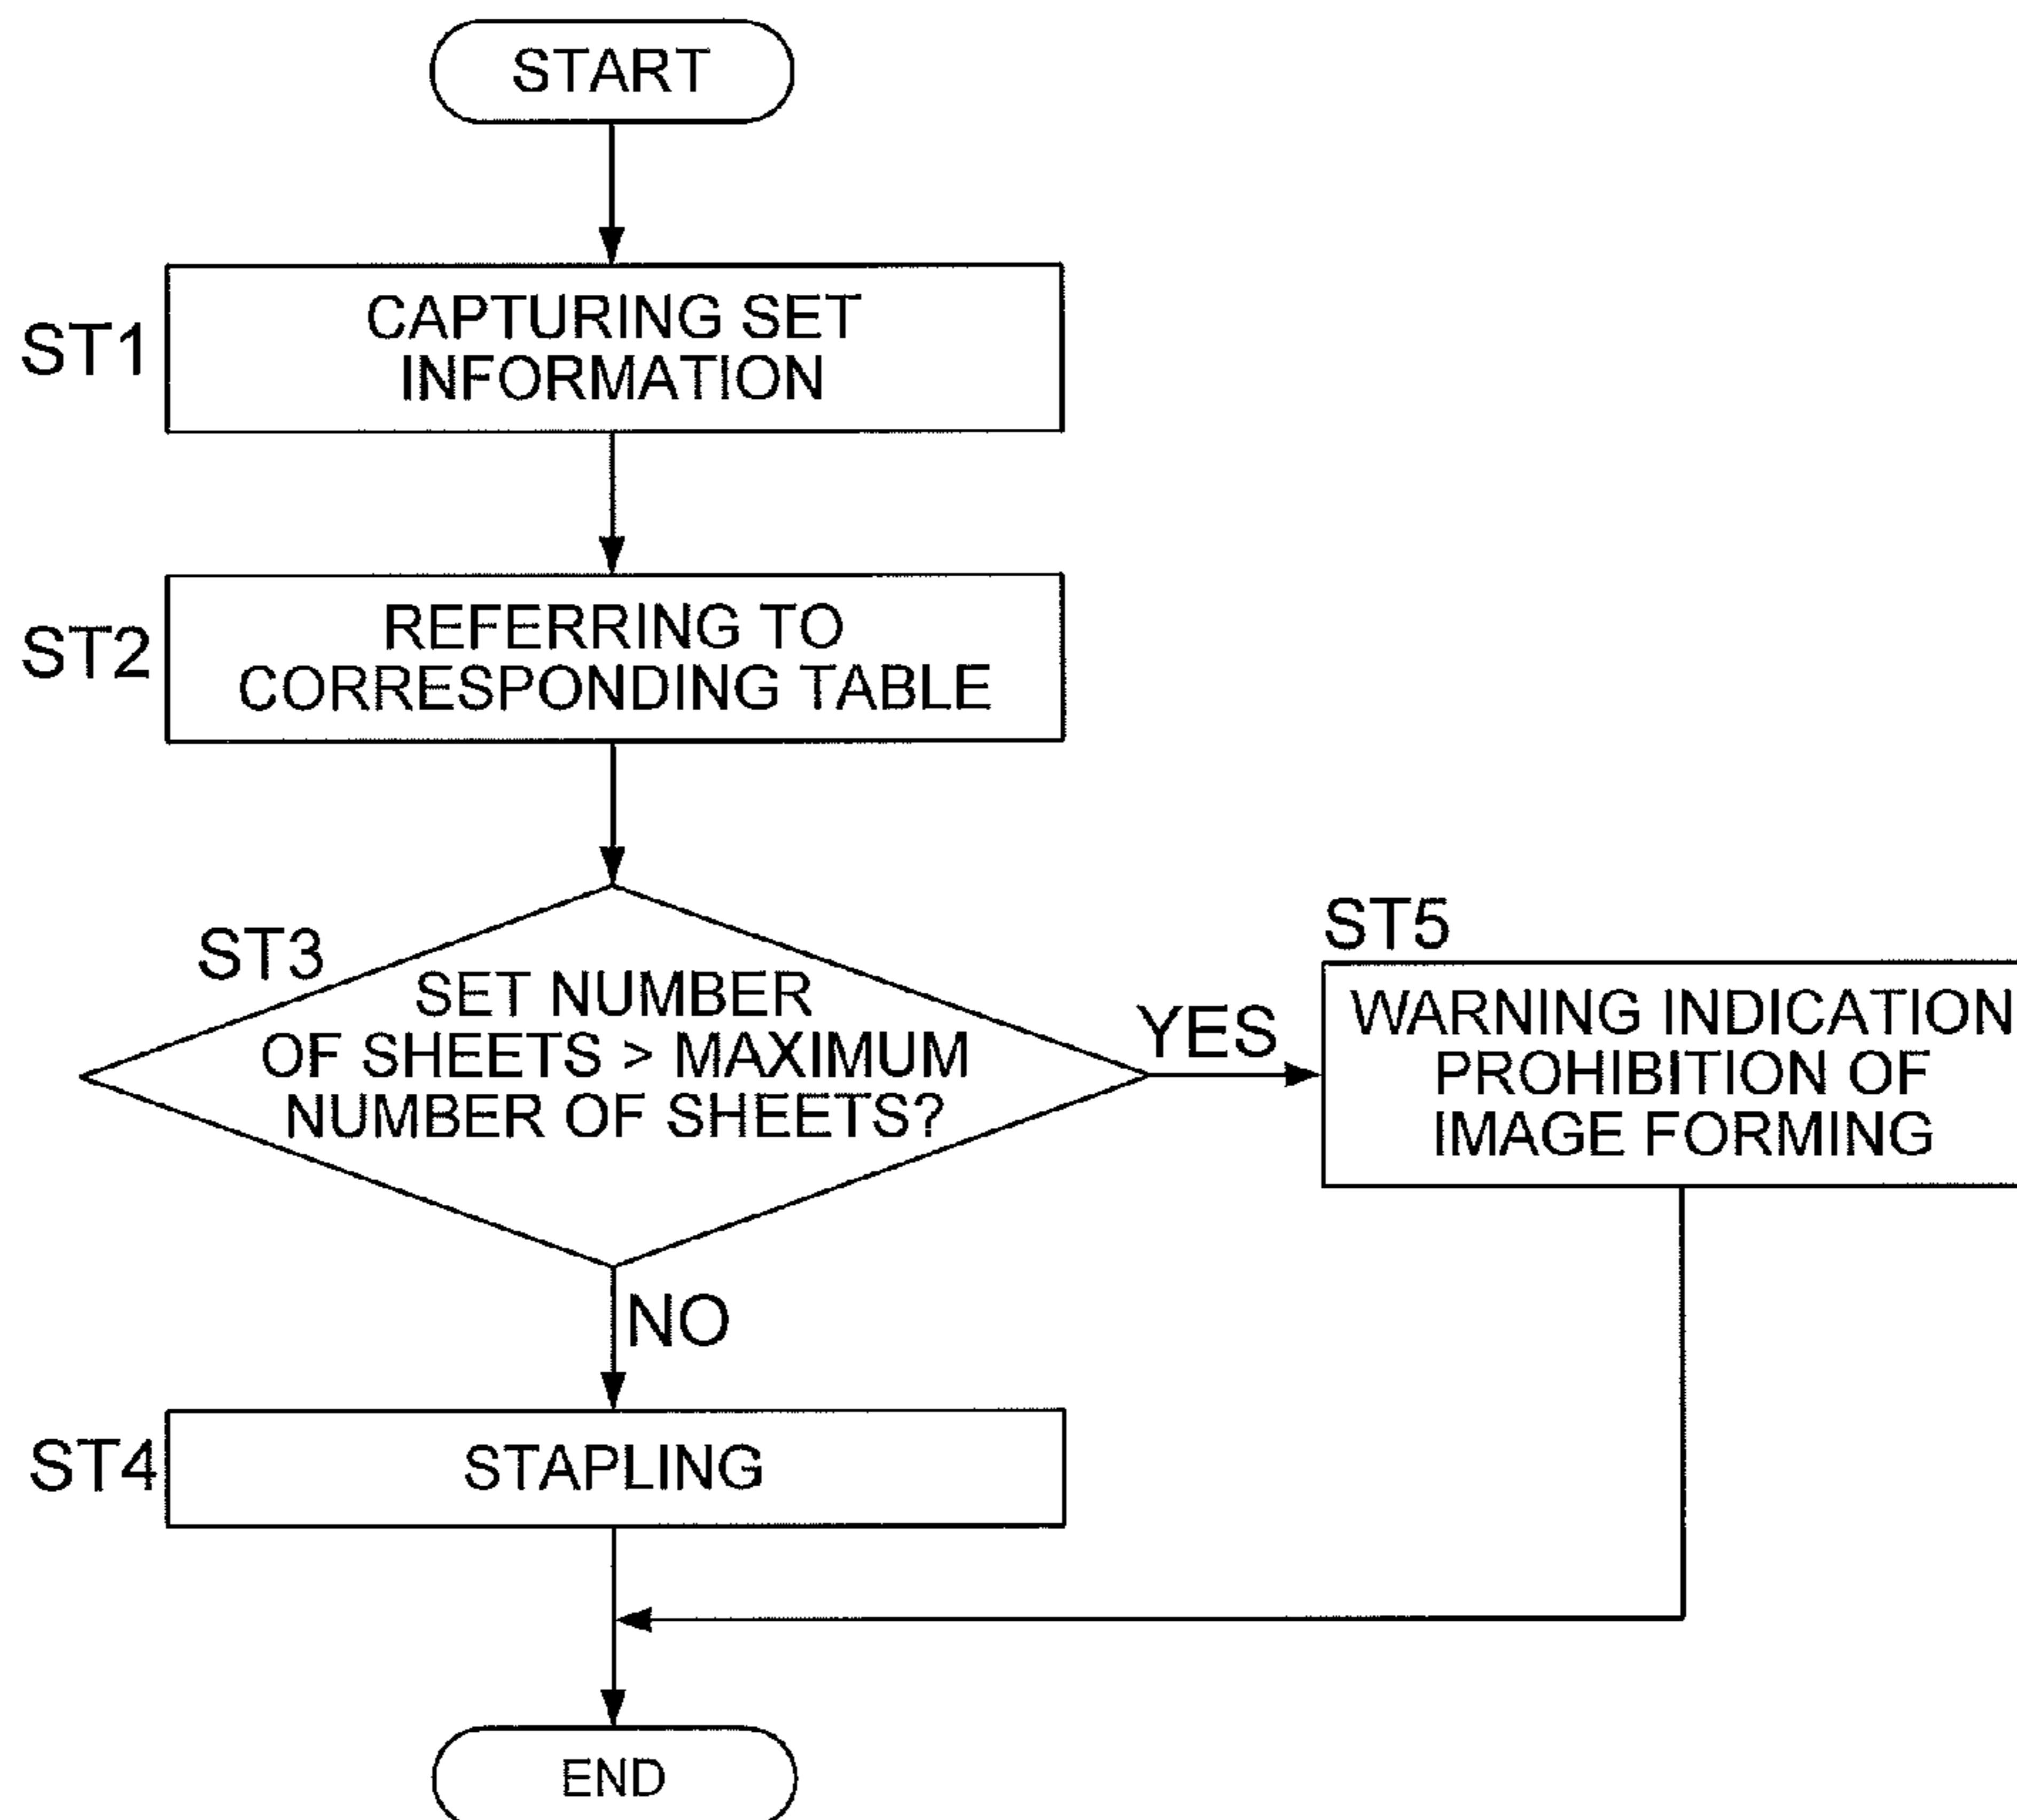 START
ST1
CAPTURING SET
INFORMATION
ST2
REFERRING TO
CORRESPONDING TABLE
ST3
SET NUMBER
OF SHEETS > MAXIMUM
NUMBER OF SHEETS?
YES
ST5
WARNING INDICATION
PROHIBITION OF
IMAGE FORMING
NO
ST4
STAPLING
END